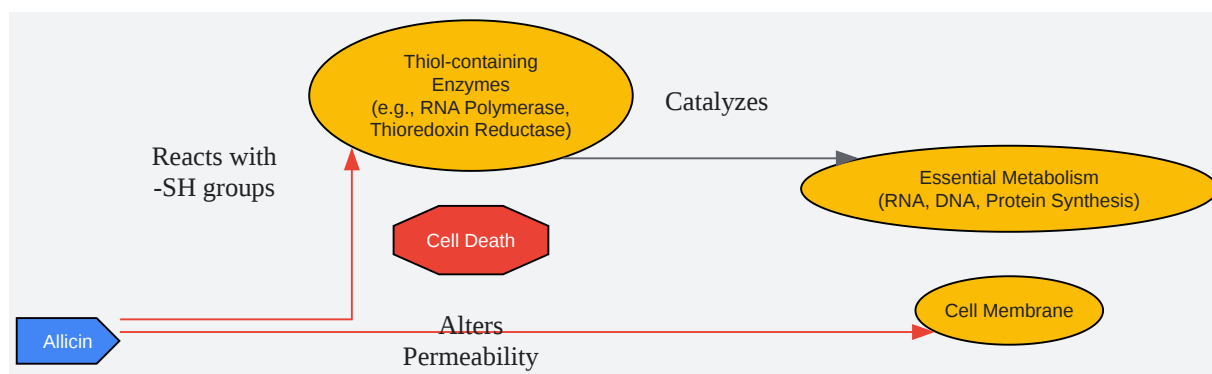 Thiol-containing
Enzymes
(e.g., RNA Polymerase,
Thioredoxin Reductase)
Catalyzes
Reacts with
-SH groups
Essential Metabolism
(RNA, DNA, Protein Synthesis)
Cell Death
Cell Membrane
Allicin
Alters
Permeability